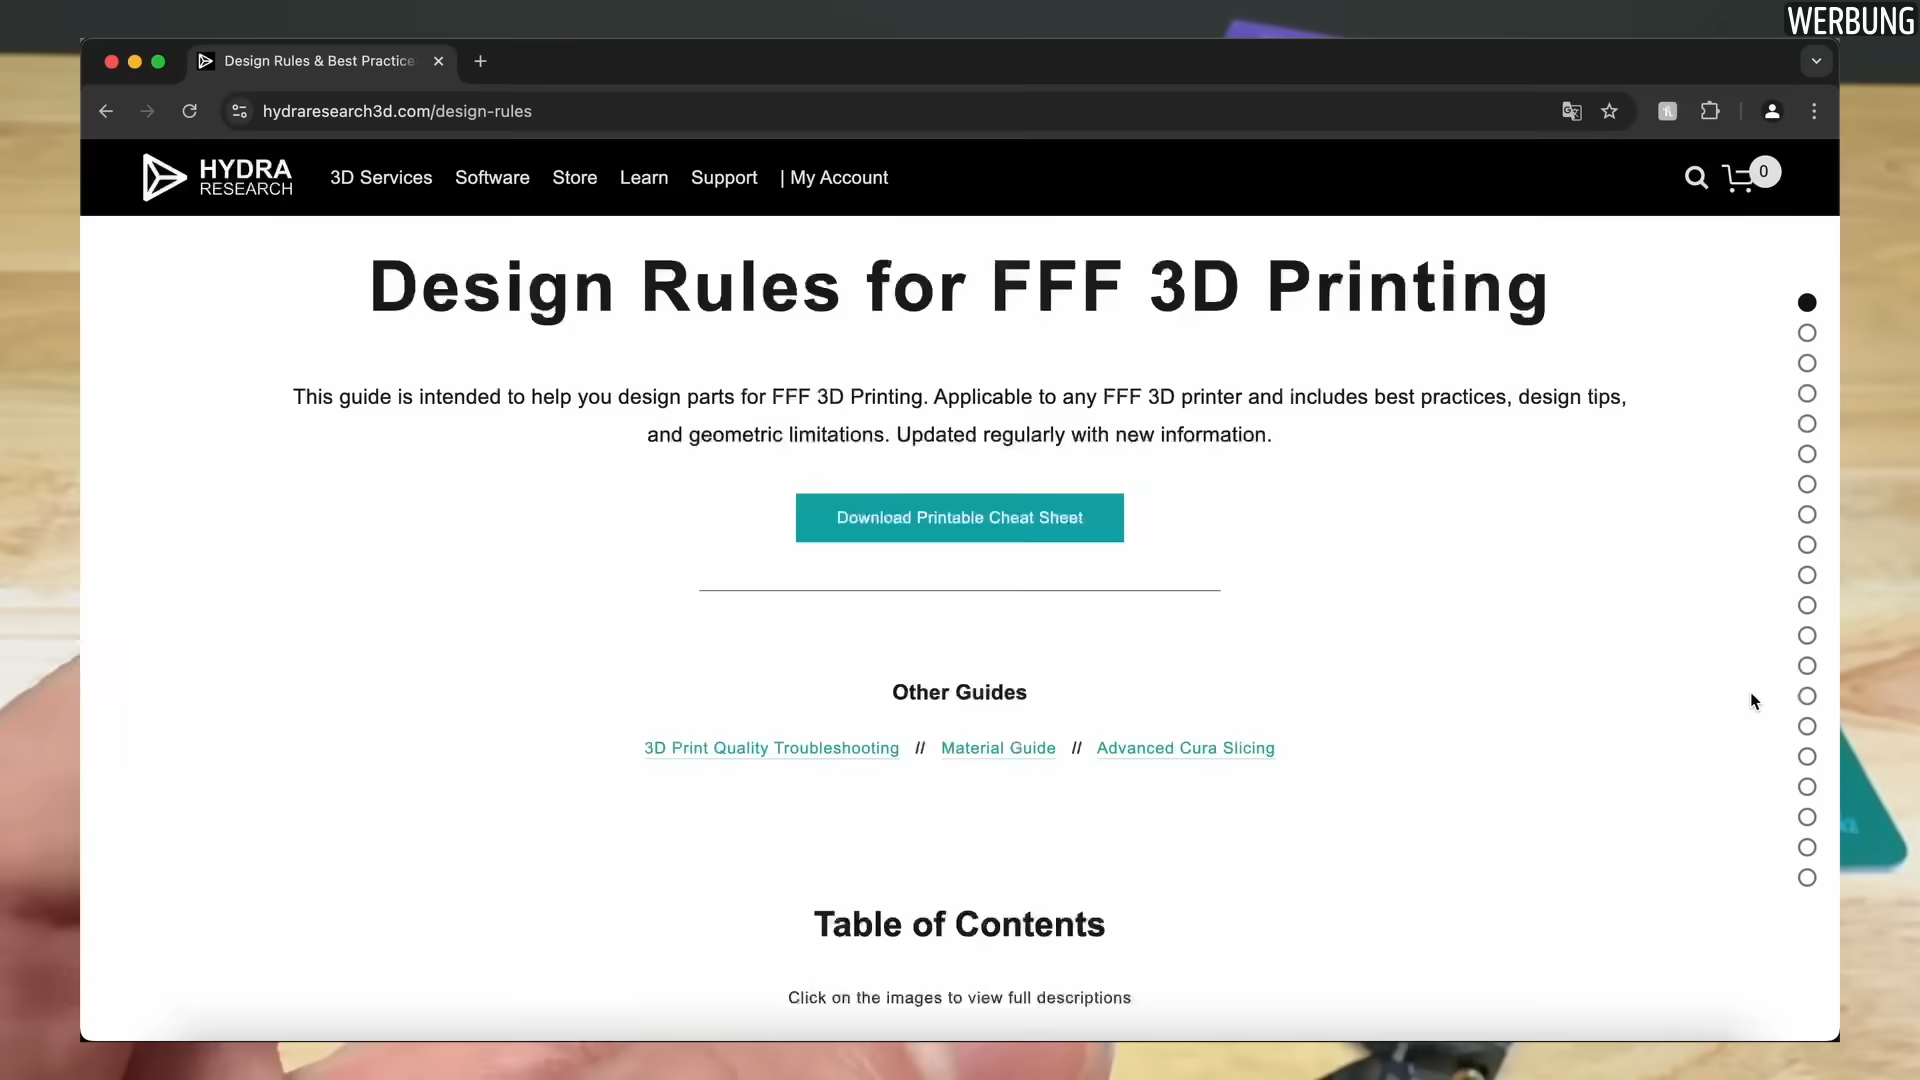 WERBUNG
Design Rules & Best Practice
hydraresearch3d.com/design-rules
HYDRA
RESEARCH
3D Services Software Store Learn Support | My Account
0
Design Rules for FFF 3D Printing
This guide is intended to help you design parts for FFF 3D Printing. Applicable to any FFF 3D printer and includes best practices, design tips,
and geometric limitations. Updated regularly with new information.
Download Printable Cheat Sheet
Other Guides
3D Print Quality Troubleshooting // Material Guide // Advanced Cura Slicing
Table of Contents
Click on the images to view full descriptions